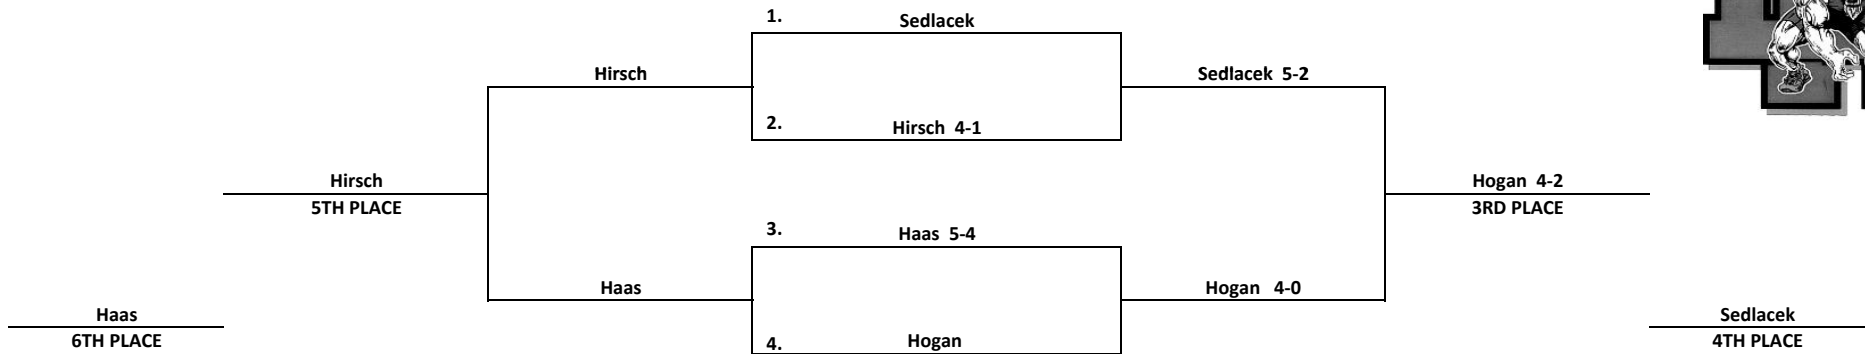 1. Sedlacek
Hirsch
Sedlacek 5-2
2. Hirsch 4-1
Hirsch
5TH PLACE
Hogan 4-2
3RD PLACE
3. Haas 5-4
Haas
Hogan 4-0
Haas
6TH PLACE
4. Hogan
Sedlacek
4TH PLACE